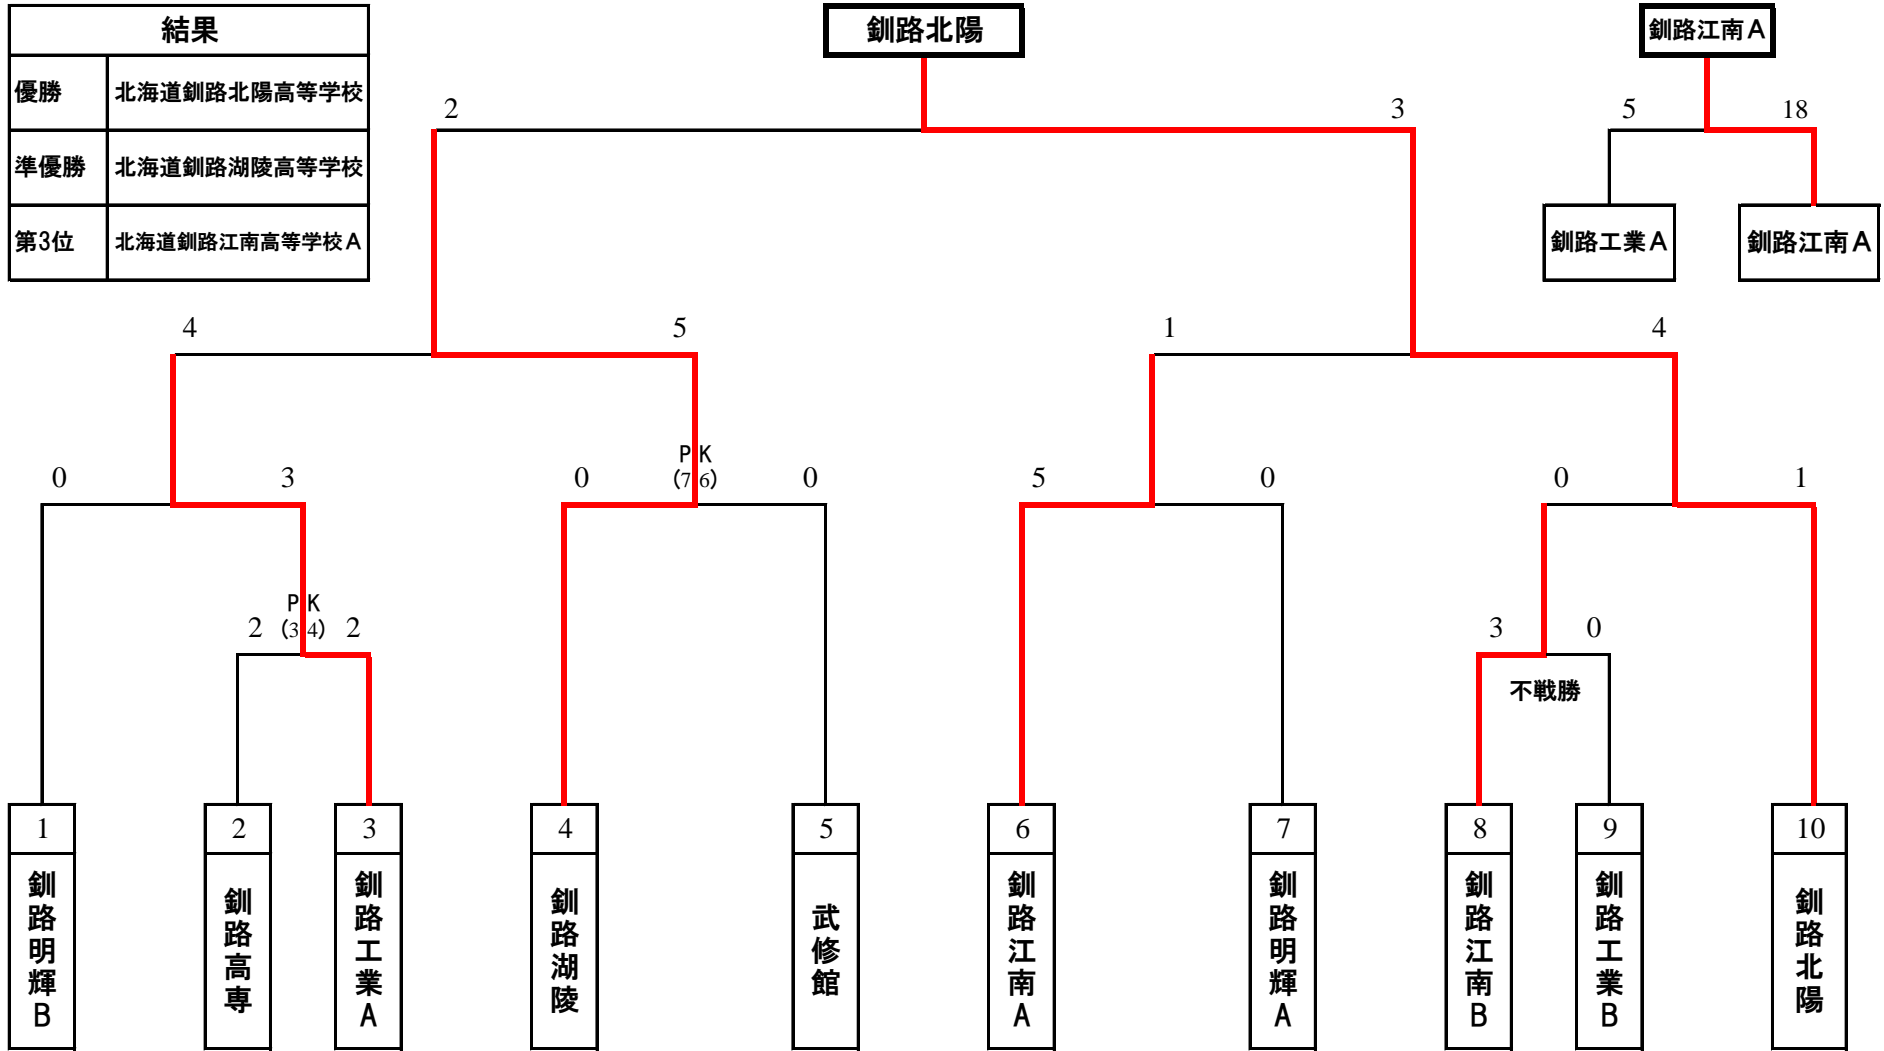 結果
優勝 北海道釧路北陽高等学校
準優勝 北海道釧路湖陵高等学校
第3位 北海道釧路江南高等学校A
釧路北陽
釧路江南A
2 3
5 18
釧路工業A 釧路江南A
4 5 1 4
PK
0 3 0 (7 6) 0 5 0 0 1
PK
2 (3 4) 2 3 0
不戦勝
1 2 3 4 5 6 7 8 9 10
釧路明輝B
釧路高専
釧路工業A
釧路湖陵
武修館
釧路江南A
釧路明輝A
釧路江南B
釧路工業B
釧路北陽